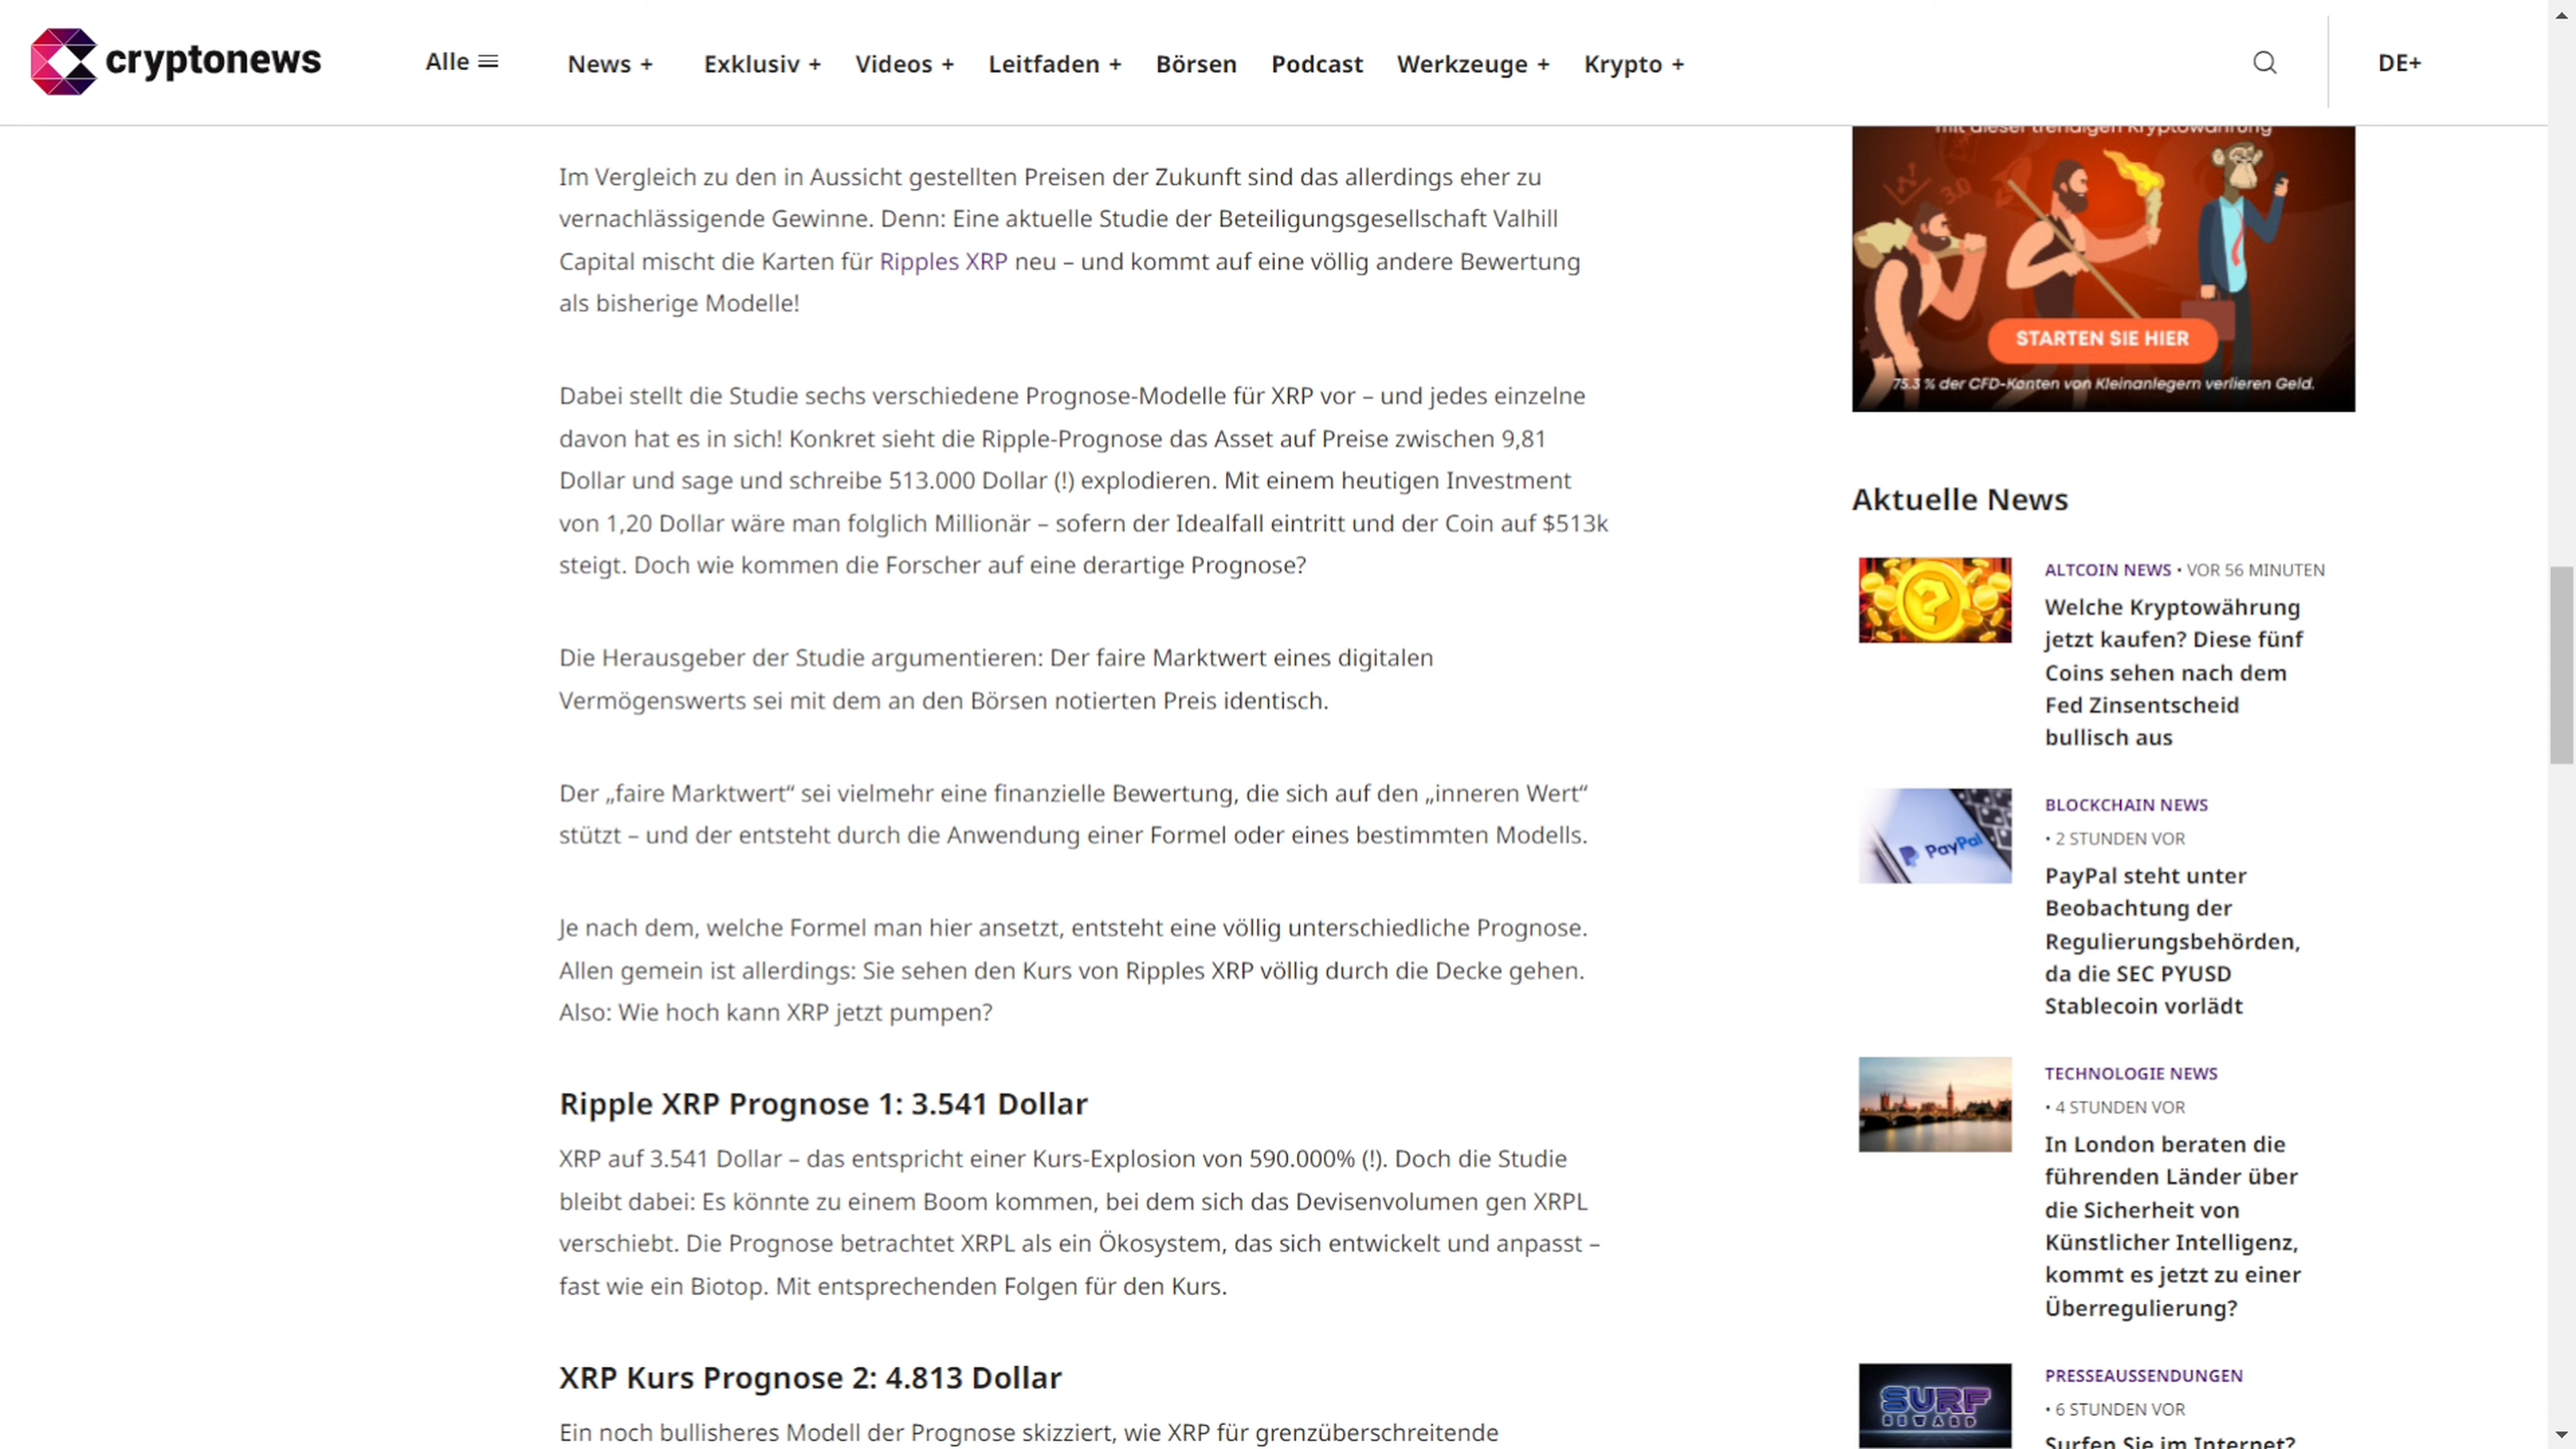 cryptonews
Alle
News +
Exklusiv +
Videos +
Leitfaden +
Börsen
Podcast
Werkzeuge +
Krypto +
DE+
Im Vergleich zu den in Aussicht gestellten Preisen der Zukunft sind das allerdings eher zu
vernachlässigende Gewinne. Denn: Eine aktuelle Studie der Beteiligungsgesellschaft Valhill
Capital mischt die Karten für Ripples XRP neu – und kommt auf eine völlig andere Bewertung
als bisherige Modelle!
Dabei stellt die Studie sechs verschiedene Prognose-Modelle für XRP vor – und jedes einzelne
davon hat es in sich! Konkret sieht die Ripple-Prognose das Asset auf Preise zwischen 9,81
Dollar und sage und schreibe 513.000 Dollar (!) explodieren. Mit einem heutigen Investment
von 1,20 Dollar wäre man folglich Millionär – sofern der Idealfall eintritt und der Coin auf $513k
steigt. Doch wie kommen die Forscher auf eine derartige Prognose?
Die Herausgeber der Studie argumentieren: Der faire Marktwert eines digitalen
Vermögenswerts sei mit dem an den Börsen notierten Preis identisch.
Der „faire Marktwert“ sei vielmehr eine finanzielle Bewertung, die sich auf den „inneren Wert“
stützt – und der entsteht durch die Anwendung einer Formel oder eines bestimmten Modells.
Je nach dem, welche Formel man hier ansetzt, entsteht eine völlig unterschiedliche Prognose.
Allen gemein ist allerdings: Sie sehen den Kurs von Ripples XRP völlig durch die Decke gehen.
Also: Wie hoch kann XRP jetzt pumpen?
Ripple XRP Prognose 1: 3.541 Dollar
XRP auf 3.541 Dollar – das entspricht einer Kurs-Explosion von 590.000% (!). Doch die Studie
bleibt dabei: Es könnte zu einem Boom kommen, bei dem sich das Devisenvolumen gen XRPL
verschiebt. Die Prognose betrachtet XRPL als ein Ökosystem, das sich entwickelt und anpasst –
fast wie ein Biotop. Mit entsprechenden Folgen für den Kurs.
XRP Kurs Prognose 2: 4.813 Dollar
Ein noch bullisheres Modell der Prognose skizziert, wie XRP für grenzüberschreitende
mit dieser trendigen Kryptowährung
3.0
STARTEN SIE HIER
75.3 % der CFD-Konten von Kleinanlegern verlieren Geld.
Aktuelle News
ALTCOIN NEWS • VOR 56 MINUTEN
Welche Kryptowährung
jetzt kaufen? Diese fünf
Coins sehen nach dem
Fed Zinsentscheid
bullisch aus
PayPal
BLOCKCHAIN NEWS
• 2 STUNDEN VOR
PayPal steht unter
Beobachtung der
Regulierungsbehörden,
da die SEC PYUSD
Stablecoin vorlädt
TECHNOLOGIE NEWS
• 4 STUNDEN VOR
In London beraten die
führenden Länder über
die Sicherheit von
Künstlicher Intelligenz,
kommt es jetzt zu einer
Überregulierung?
SURF
REWARD
PRESSEAUSSENDUNGEN
• 6 STUNDEN VOR
Surfen Sie im Internet?